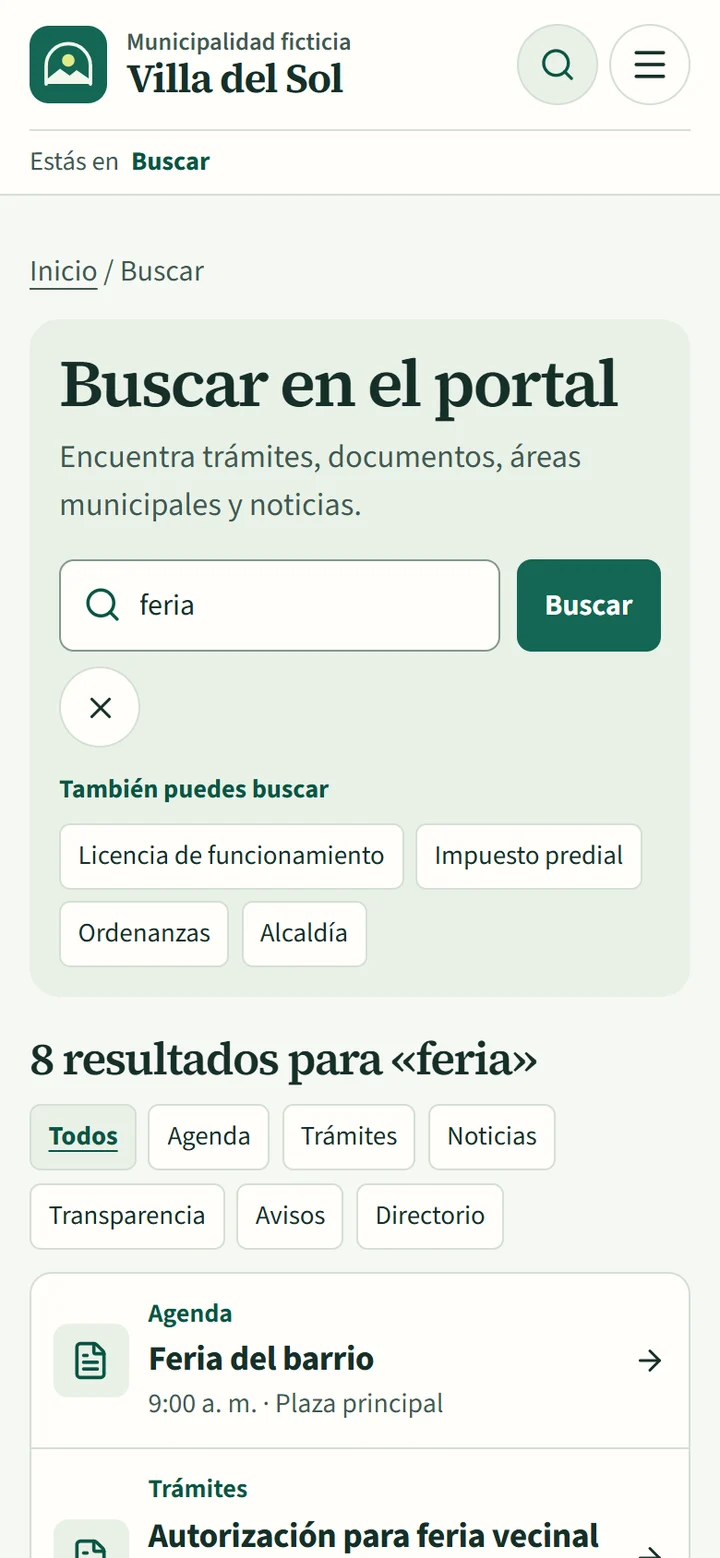 Municipalidad ficticia
Villa del Sol
Estás en Buscar
Inicio / Buscar
Buscar en el portal
Encuentra trámites, documentos, áreas
municipales y noticias.
feria
Buscar
También puedes buscar
Licencia de funcionamiento
Impuesto predial
Ordenanzas
Alcaldía
8 resultados para «feria»
Todos
Agenda
Trámites
Noticias
Transparencia
Avisos
Directorio
Agenda
Feria del barrio
9:00 a. m. · Plaza principal
Trámites
Autorización para feria vecinal